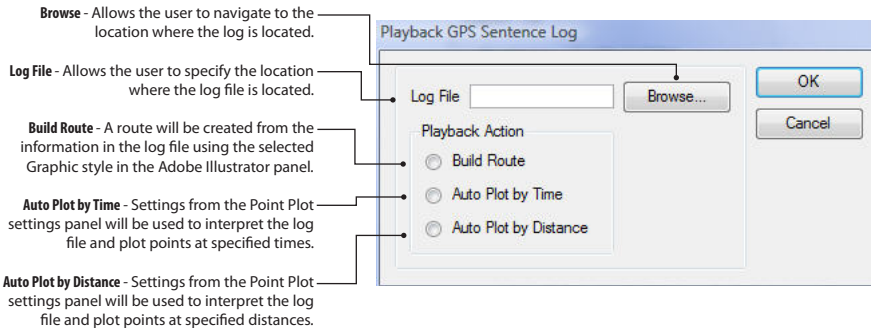 Browse - Allows the user to navigate to the
location where the log is located.
Log File - Allows the user to specify the location
where the log file is located.
Build Route - A route will be created from the
information in the log file using the selected
Graphic style in the Adobe Illustrator panel.
Auto Plot by Time - Settings from the Point Plot
settings panel will be used to interpret the log
file and plot points at specified times.
Auto Plot by Distance - Settings from the Point Plot
settings panel will be used to interpret the log
file and plot points at specified distances.
Playback GPS Sentence Log
Log File
Browse...
OK
Cancel
Playback Action
Build Route
Auto Plot by Time
Auto Plot by Distance